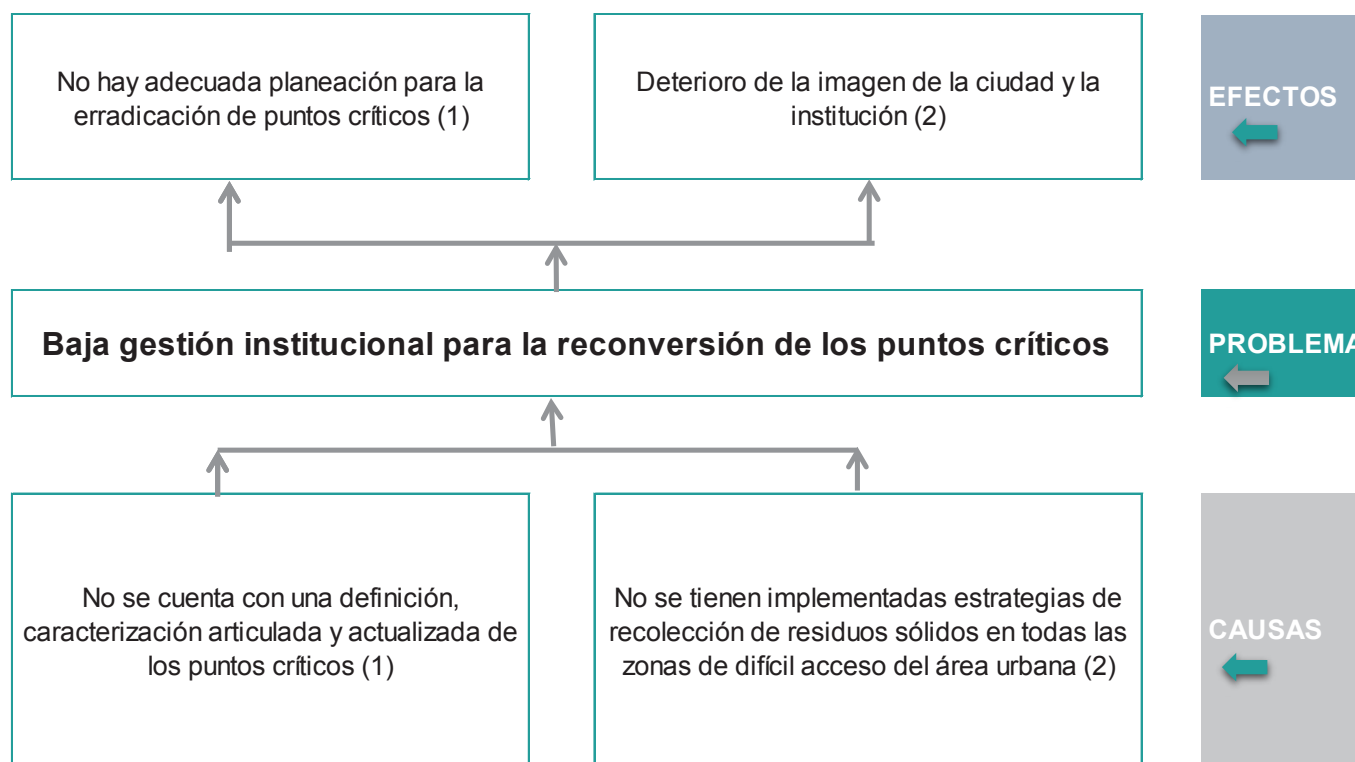 No hay adecuada planeación para la
erradicación de puntos críticos (1)
Deterioro de la imagen de la ciudad y la
institución (2)
EFECTOS
Baja gestión institucional para la reconversión de los puntos críticos
PROBLEMA
No se cuenta con una definición,
caracterización articulada y actualizada de
los puntos críticos (1)
No se tienen implementadas estrategias de
recolección de residuos sólidos en todas las
zonas de difícil acceso del área urbana (2)
CAUSAS